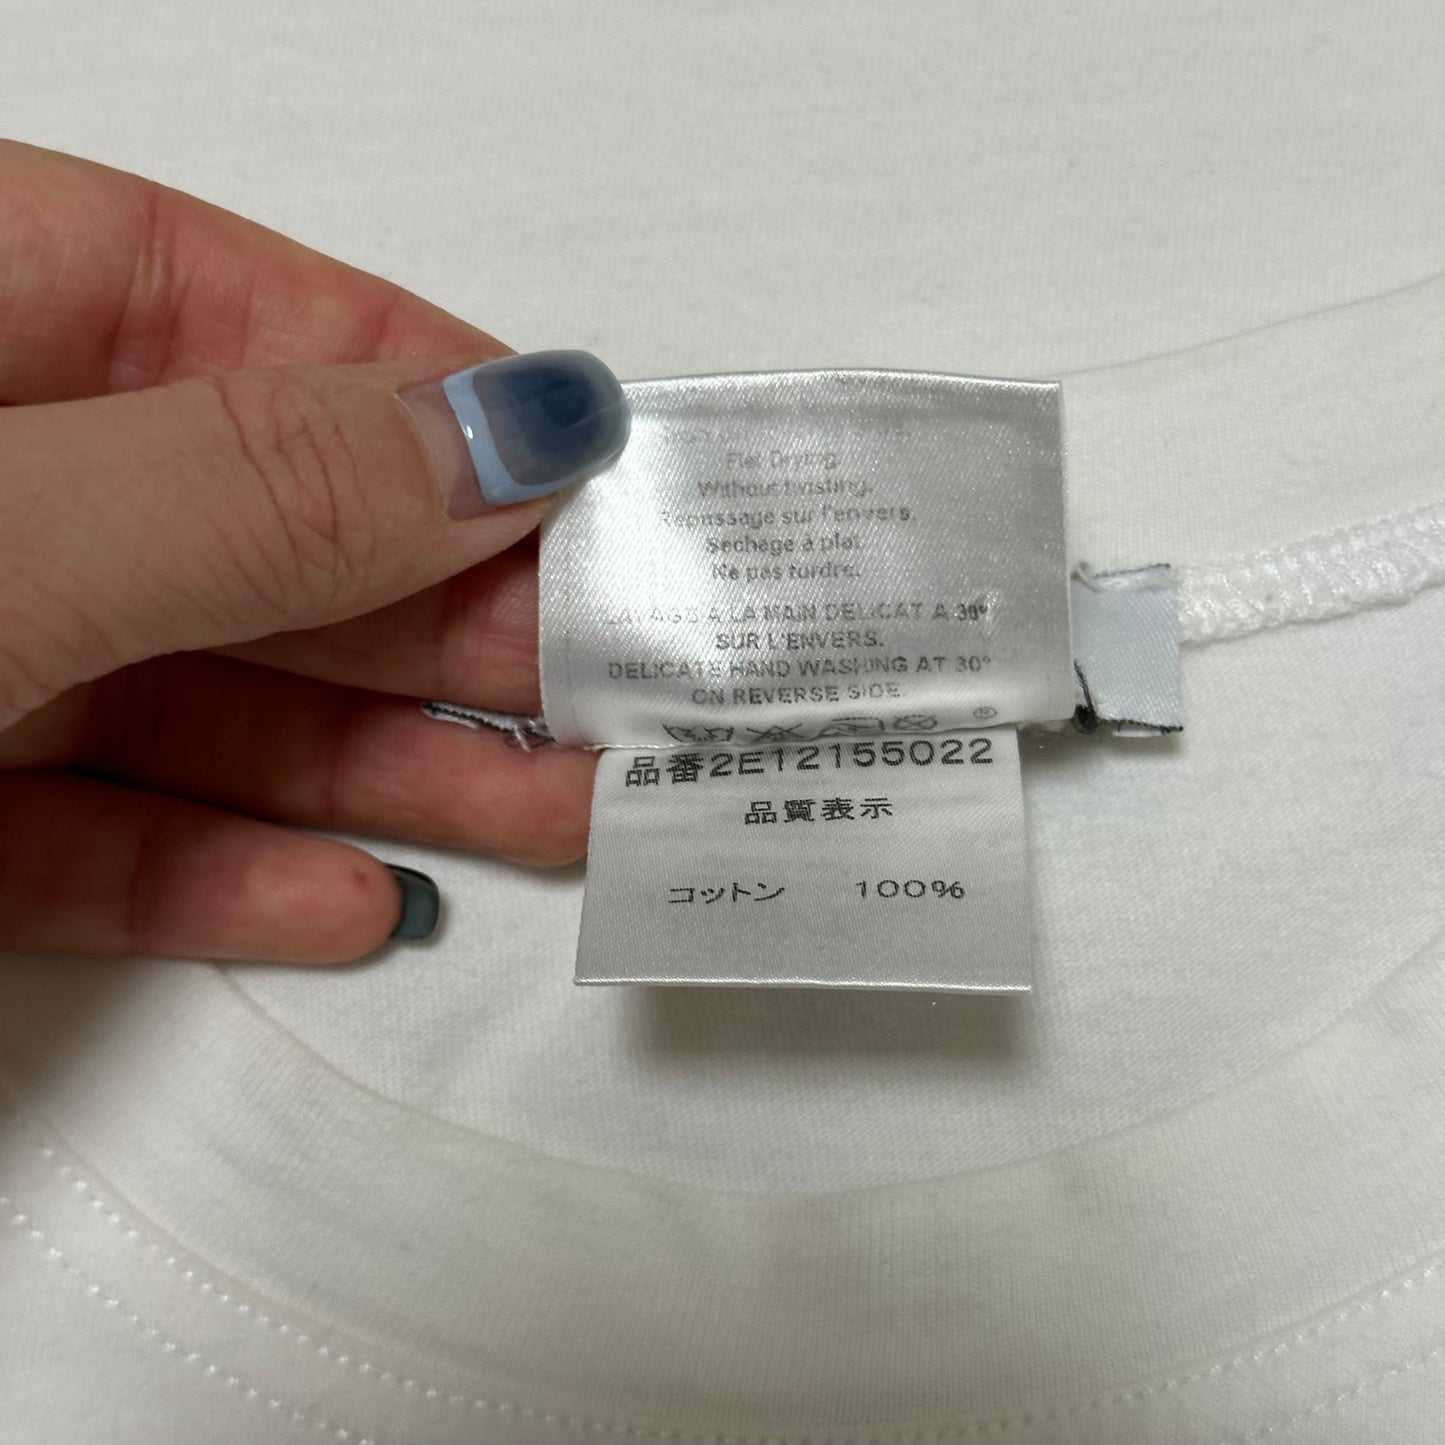 Flat Drying.
Without twisting.
Repassage sur l'envers.
Séchage à plat.
Ne pas tordre.
LAVAGE A LA MAIN DELICAT A 30°
SUR L'ENVERS.
DELICATE HAND WASHING AT 30°
ON REVERSE SIDE
®
品番2E12155022
品質表示
コットン 100%